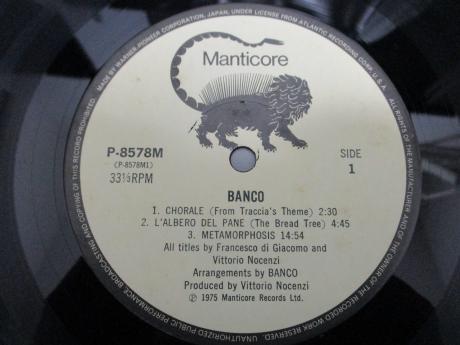 MADE BY WARNER-PIONEER CORPORATION, JAPAN, UNDER LICENSE FROM ATLANTIC RECORDING CORP., U.S.A.
Manticore
P-8578M
(P-8578M1)
33⅓RPM
SIDE
1
BANCO
1. CHORALE (From Traccia's Theme) 2:30
2. L'ALBERO DEL PANE (The Bread Tree) 4:45
3. METAMORPHOSIS 14:54
All titles by Francesco di Giacomo and
Vittorio Nocenzi
Arrangements by BANCO
Produced by Vittorio Nocenzi
Ⓟ 1975 Manticore Records Ltd.
ALL RIGHTS OF THE MANUFACTURER AND OF THE OWNER OF THE RECORDED WORK RESERVED. UNAUTHORIZED PUBLIC PERFORMANCE, BROADCASTING AND COPYING OF THIS RECORD PROHIBITED.